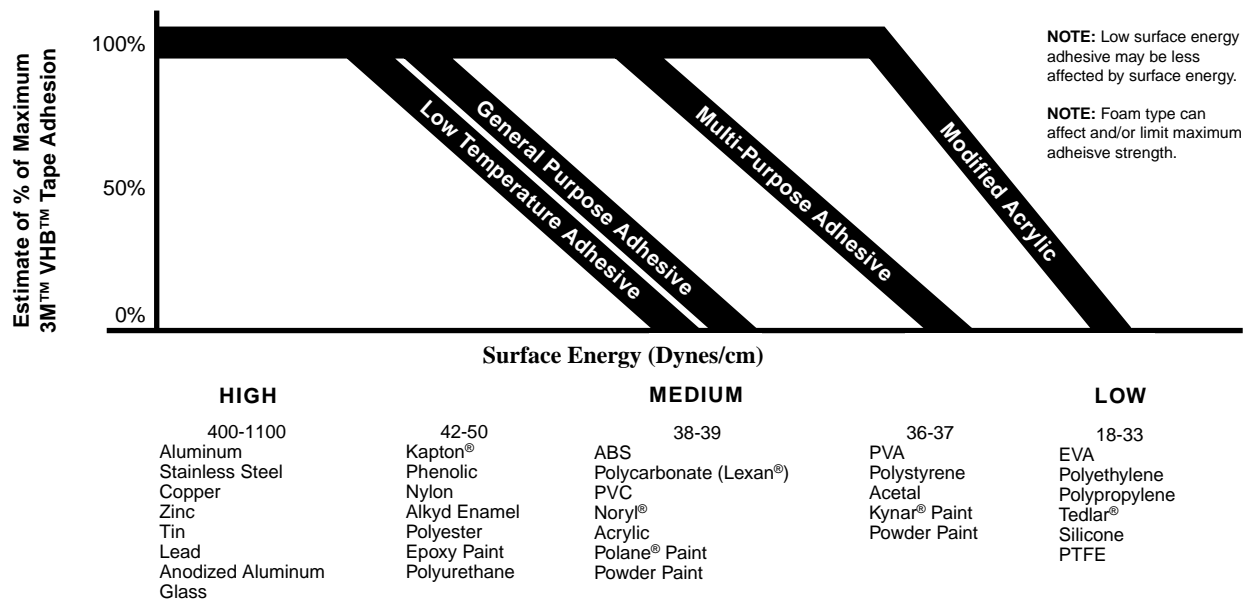 Estimate of % of Maximum
3M™ VHB™ Tape Adhesion
100%
50%
0%
Low Temperature Adhesive
General Purpose Adhesive
Multi-Purpose Adhesive
Modified Acrylic
NOTE: Low surface energy
adhesive may be less
affected by surface energy.
NOTE: Foam type can
affect and/or limit maximum
adheisve strength.
Surface Energy (Dynes/cm)
HIGH
400-1100
Aluminum
Stainless Steel
Copper
Zinc
Tin
Lead
Anodized Aluminum
Glass
42-50
Kapton®
Phenolic
Nylon
Alkyd Enamel
Polyester
Epoxy Paint
Polyurethane
MEDIUM
38-39
ABS
Polycarbonate (Lexan®)
PVC
Noryl®
Acrylic
Polane® Paint
Powder Paint
36-37
PVA
Polystyrene
Acetal
Kynar® Paint
Powder Paint
LOW
18-33
EVA
Polyethylene
Polypropylene
Tedlar®
Silicone
PTFE